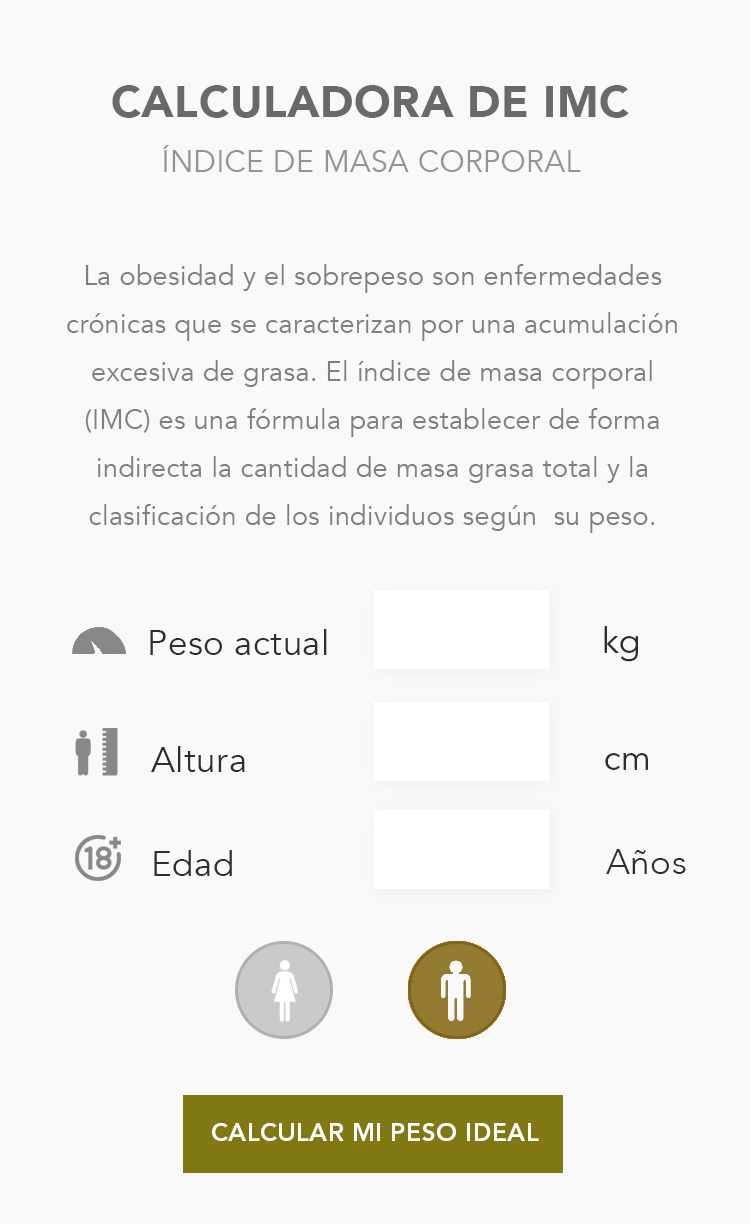 CALCULADORA DE IMC
ÍNDICE DE MASA CORPORAL
La obesidad y el sobrepeso son enfermedades
crónicas que se caracterizan por una acumulación
excesiva de grasa. El índice de masa corporal
(IMC) es una fórmula para establecer de forma
indirecta la cantidad de masa grasa total y la
clasificación de los individuos según  su peso.
Peso actual kg
Altura cm
18+ Edad Años
CALCULAR MI PESO IDEAL